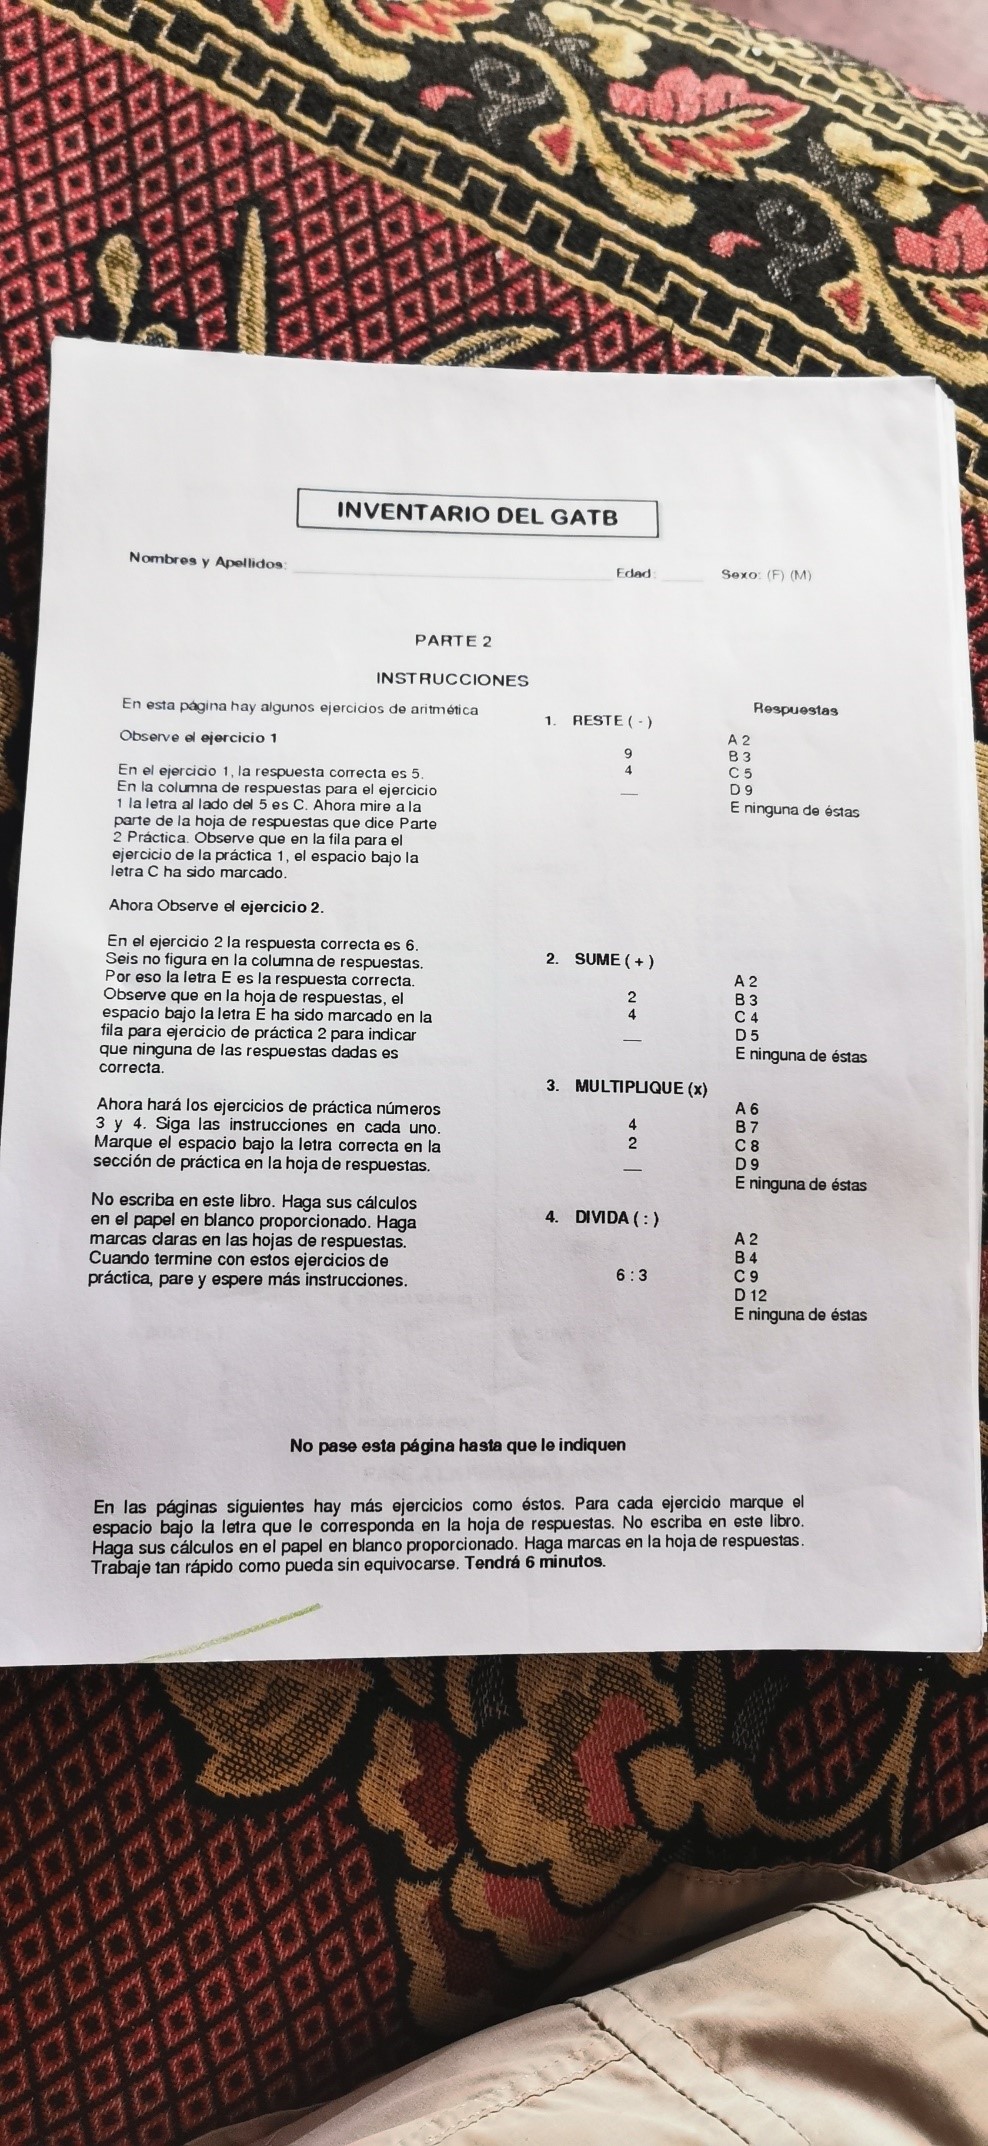 INVENTARIO DEL GATB
Nombres y Apellidos: Edad: Sexo: (F) (M)
PARTE 2
INSTRUCCIONES
En esta página hay algunos ejercicios de aritmética
Observe el ejercicio 1
En el ejercicio 1, la respuesta correcta es 5.
En la columna de respuestas para el ejercicio
1 la letra al lado del 5 es C. Ahora mire a la
parte de la hoja de respuestas que dice Parte
2 Práctica. Observe que en la fila para el
ejercicio de la práctica 1, el espacio bajo la
letra C ha sido marcado.
Ahora Observe el ejercicio 2.
En el ejercicio 2 la respuesta correcta es 6.
Seis no figura en la columna de respuestas.
Por eso la letra E es la respuesta correcta.
Observe que en la hoja de respuestas, el
espacio bajo la letra E ha sido marcado en la
fila para ejercicio de práctica 2 para indicar
que ninguna de las respuestas dadas es
correcta.
Ahora hará los ejercicios de práctica números
3 y 4. Siga las instrucciones en cada uno.
Marque el espacio bajo la letra correcta en la
sección de práctica en la hoja de respuestas.
No escriba en este libro. Haga sus cálculos
en el papel en blanco proporcionado. Haga
marcas claras en las hojas de respuestas.
Cuando termine con estos ejercicios de
práctica, pare y espere más instrucciones.
Respuestas
1. RESTE ( - )
9
4
A 2
B 3
C 5
D 9
E ninguna de éstas
2. SUME ( + )
2
4
A 2
B 3
C 4
D 5
E ninguna de éstas
3. MULTIPLIQUE (x)
4
2
A 6
B 7
C 8
D 9
E ninguna de éstas
4. DIVIDA ( : )
6 : 3
A 2
B 4
C 9
D 12
E ninguna de éstas
No pase esta página hasta que le indiquen
En las páginas siguientes hay más ejercicios como éstos. Para cada ejercicio marque el
espacio bajo la letra que le corresponda en la hoja de respuestas. No escriba en este libro.
Haga sus cálculos en el papel en blanco proporcionado. Haga marcas en la hoja de respuestas.
Trabaje tan rápido como pueda sin equivocarse. Tendrá 6 minutos.